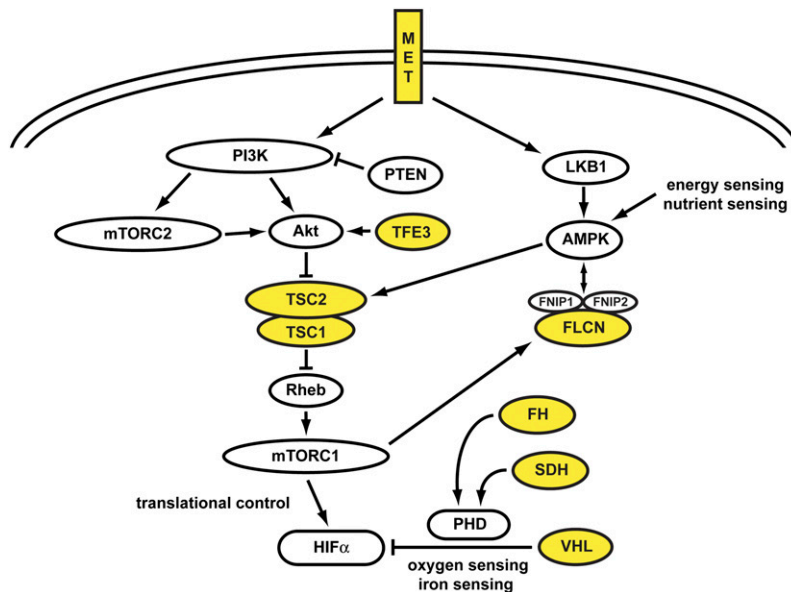 MET
PI3K
PTEN
LKB1
energy sensing
nutrient sensing
mTORC2
Akt
TFE3
AMPK
TSC2
FNIP1
FNIP2
TSC1
FLCN
Rheb
FH
mTORC1
SDH
translational control
PHD
HIFα
VHL
oxygen sensing
iron sensing